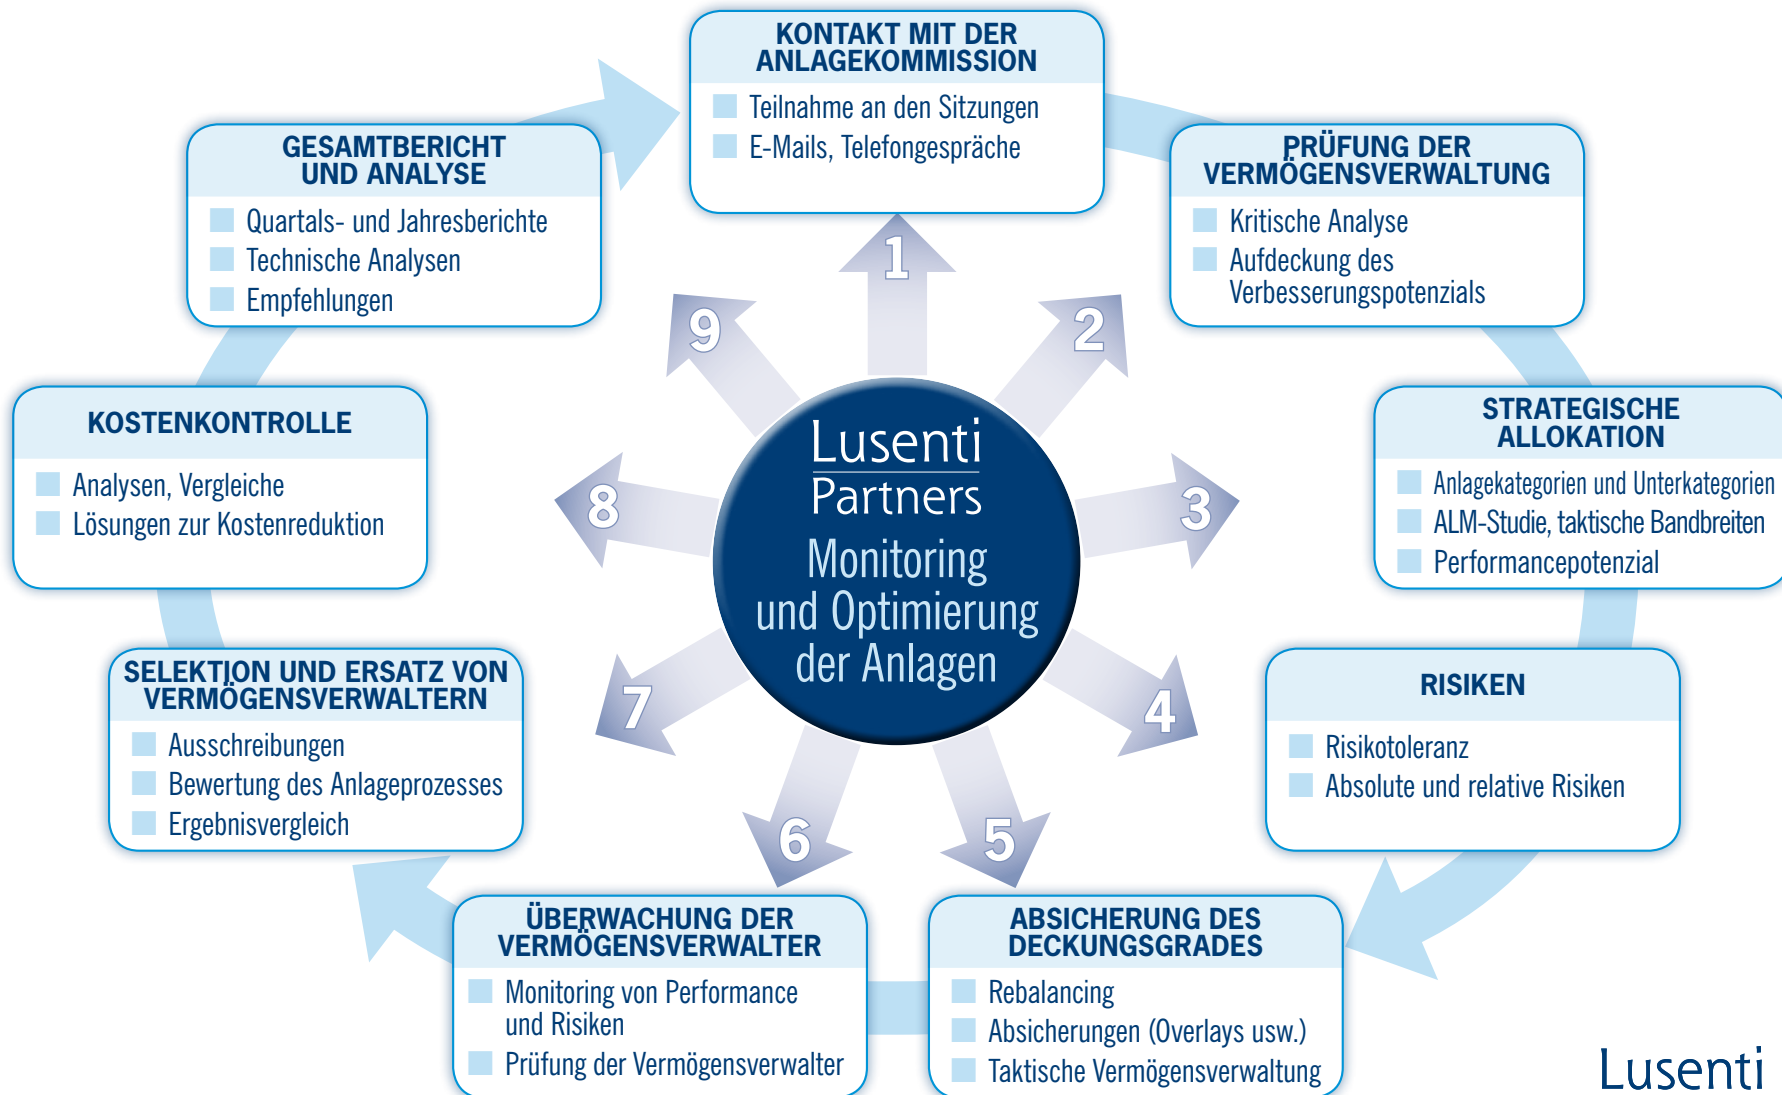 KONTAKT MIT DER
ANLAGEKOMMISSION
Teilnahme an den Sitzungen
E-Mails, Telefongespräche
PRÜFUNG DER
VERMÖGENSVERWALTUNG
Kritische Analyse
Aufdeckung des
Verbesserungspotenzials
STRATEGISCHE
ALLOKATION
Anlagekategorien und Unterkategorien
ALM-Studie, taktische Bandbreiten
Performancepotenzial
RISIKEN
Risikotoleranz
Absolute und relative Risiken
ABSICHERUNG DES
DECKUNGSGRADES
Rebalancing
Absicherungen (Overlays usw.)
Taktische Vermögensverwaltung
ÜBERWACHUNG DER
VERMÖGENSVERWALTER
Monitoring von Performance
und Risiken
Prüfung der Vermögensverwalter
SELEKTION UND ERSATZ VON
VERMÖGENSVERWALTERN
Ausschreibungen
Bewertung des Anlageprozesses
Ergebnisvergleich
KOSTENKONTROLLE
Analysen, Vergleiche
Lösungen zur Kostenreduktion
GESAMTBERICHT
UND ANALYSE
Quartals- und Jahresberichte
Technische Analysen
Empfehlungen
1
2
3
4
5
6
7
8
9
Lusenti
Partners
Monitoring
und Optimierung
der Anlagen
Lusenti